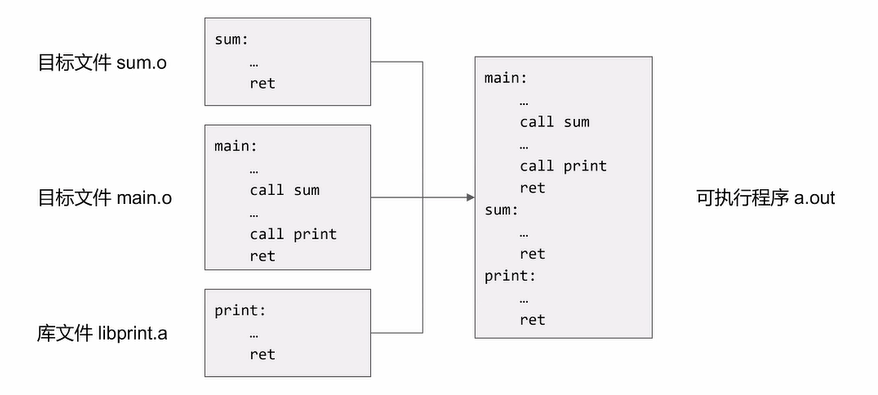 目标文件 sum.o
sum:
…
ret
目标文件 main.o
main:
…
call sum
…
call print
ret
库文件 libprint.a
print:
…
ret
main:
…
call sum
…
call print
ret
sum:
…
ret
print:
…
ret
可执行程序 a.out